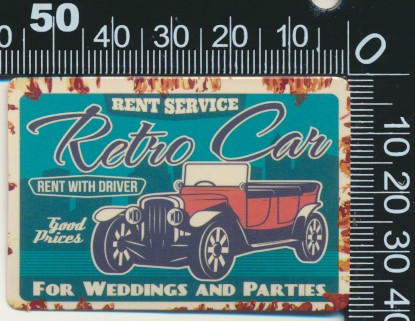 50 40 30 20 10 0
RENT SERVICE
Retro Car
RENT WITH DRIVER
Good
Prices
FOR WEDDINGS AND PARTIES
10 20 30 40